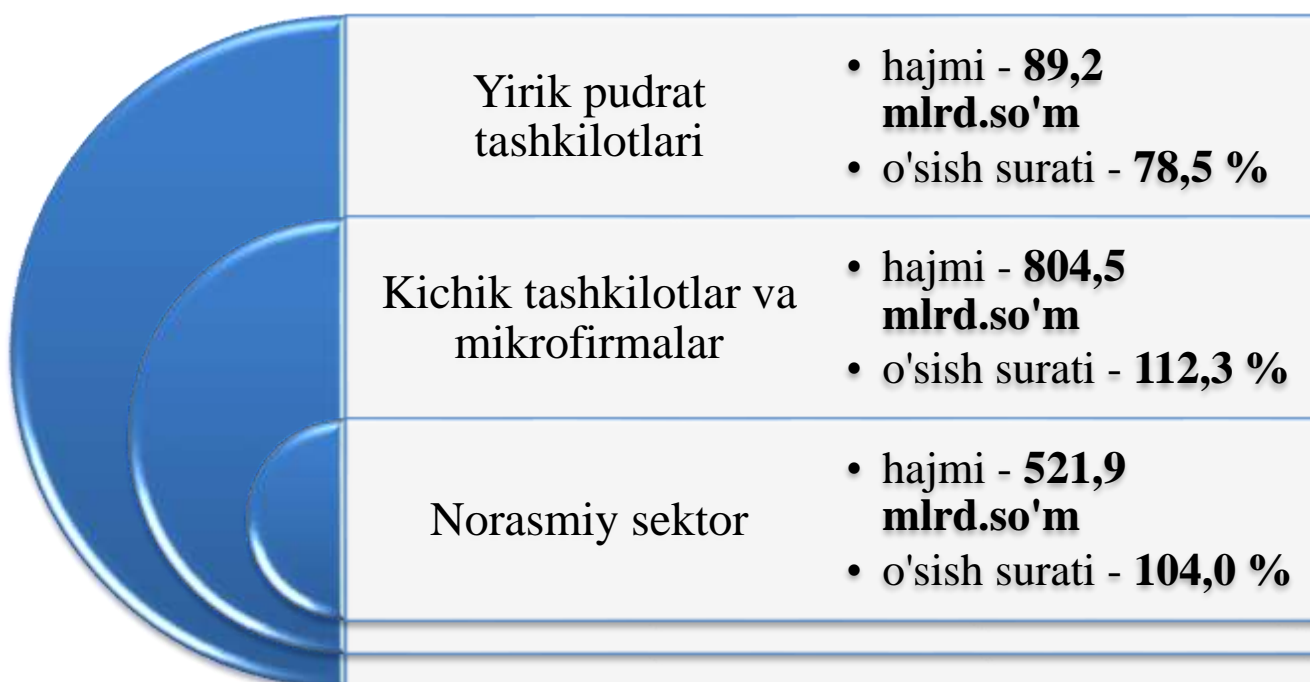 Yirik pudrat
tashkilotlari
• hajmi - 89,2
mlrd.so'm
• o'sish surati - 78,5 %
Kichik tashkilotlar va
mikrofirmalar
• hajmi - 804,5
mlrd.so'm
• o'sish surati - 112,3 %
Norasmiy sektor
• hajmi - 521,9
mlrd.so'm
• o'sish surati - 104,0 %